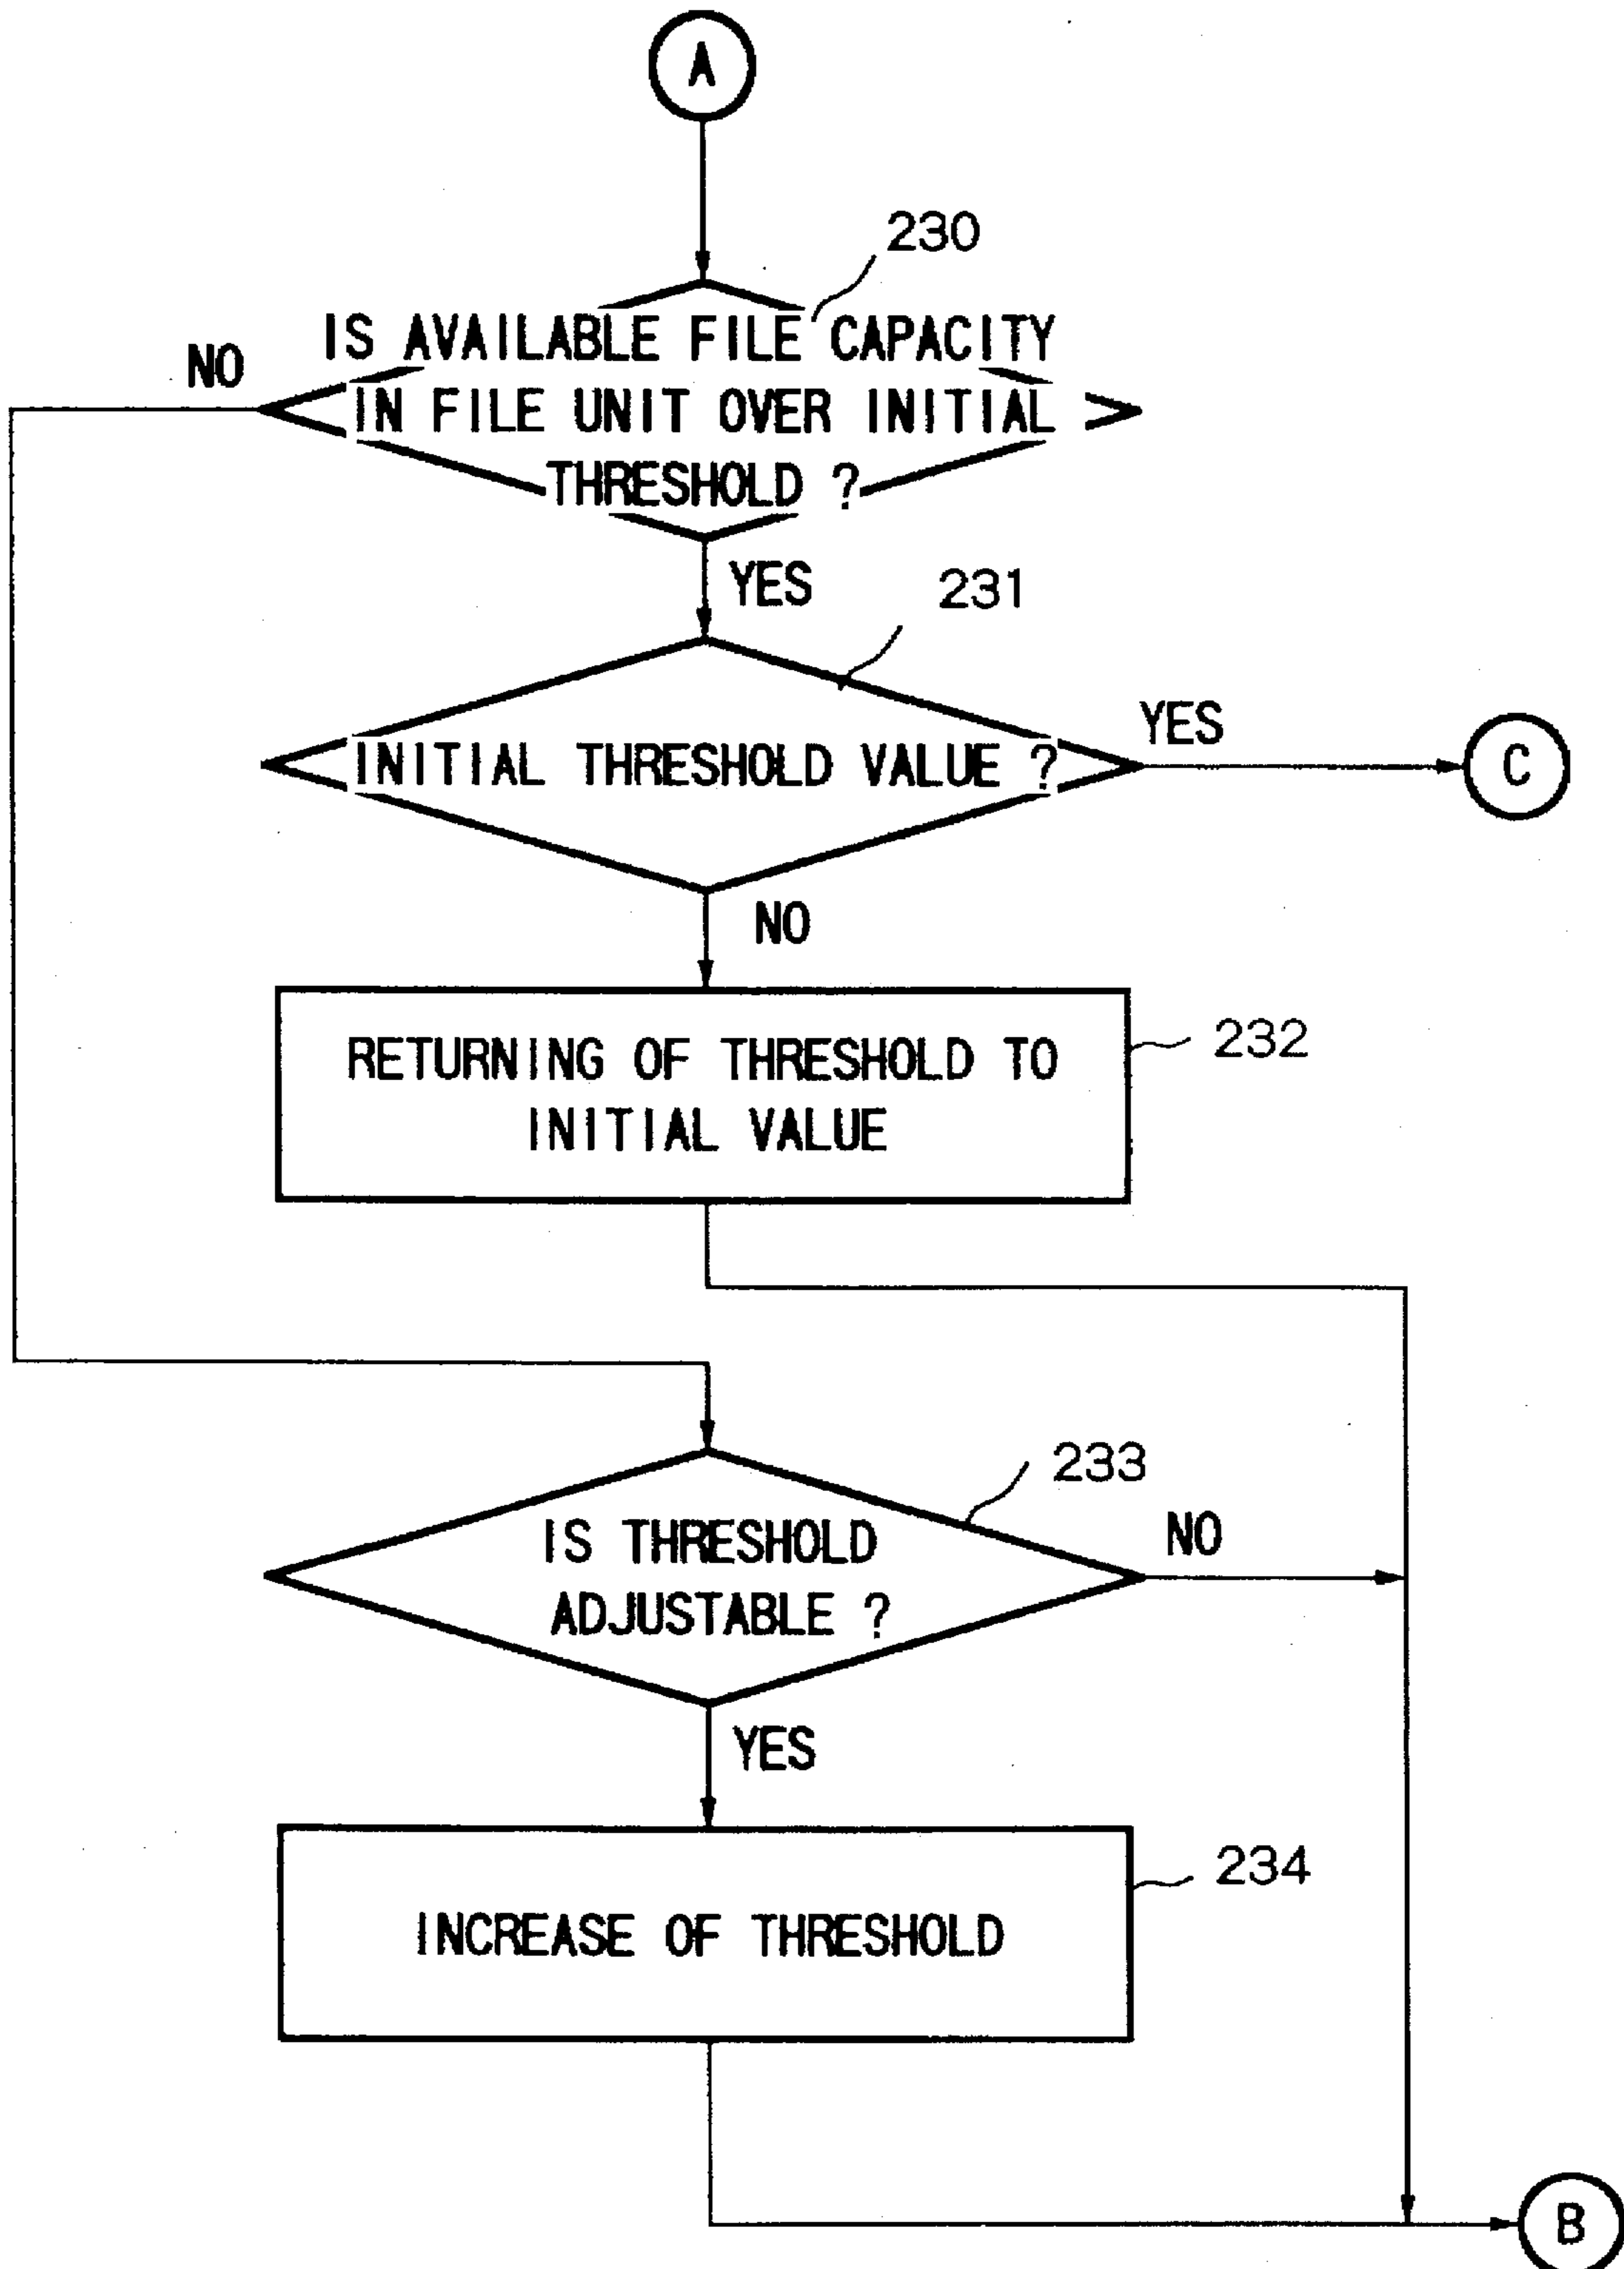 A
230
IS AVAILABLE FILE CAPACITY
NO
IN FILE UNIT OVER INITIAL
THRESHOLD ?
YES
231
INITIAL THRESHOLD VALUE ?
YES
C
NO
RETURNING OF THRESHOLD TO
INITIAL VALUE
232
233
IS THRESHOLD
ADJUSTABLE ?
NO
YES
234
INCREASE OF THRESHOLD
B